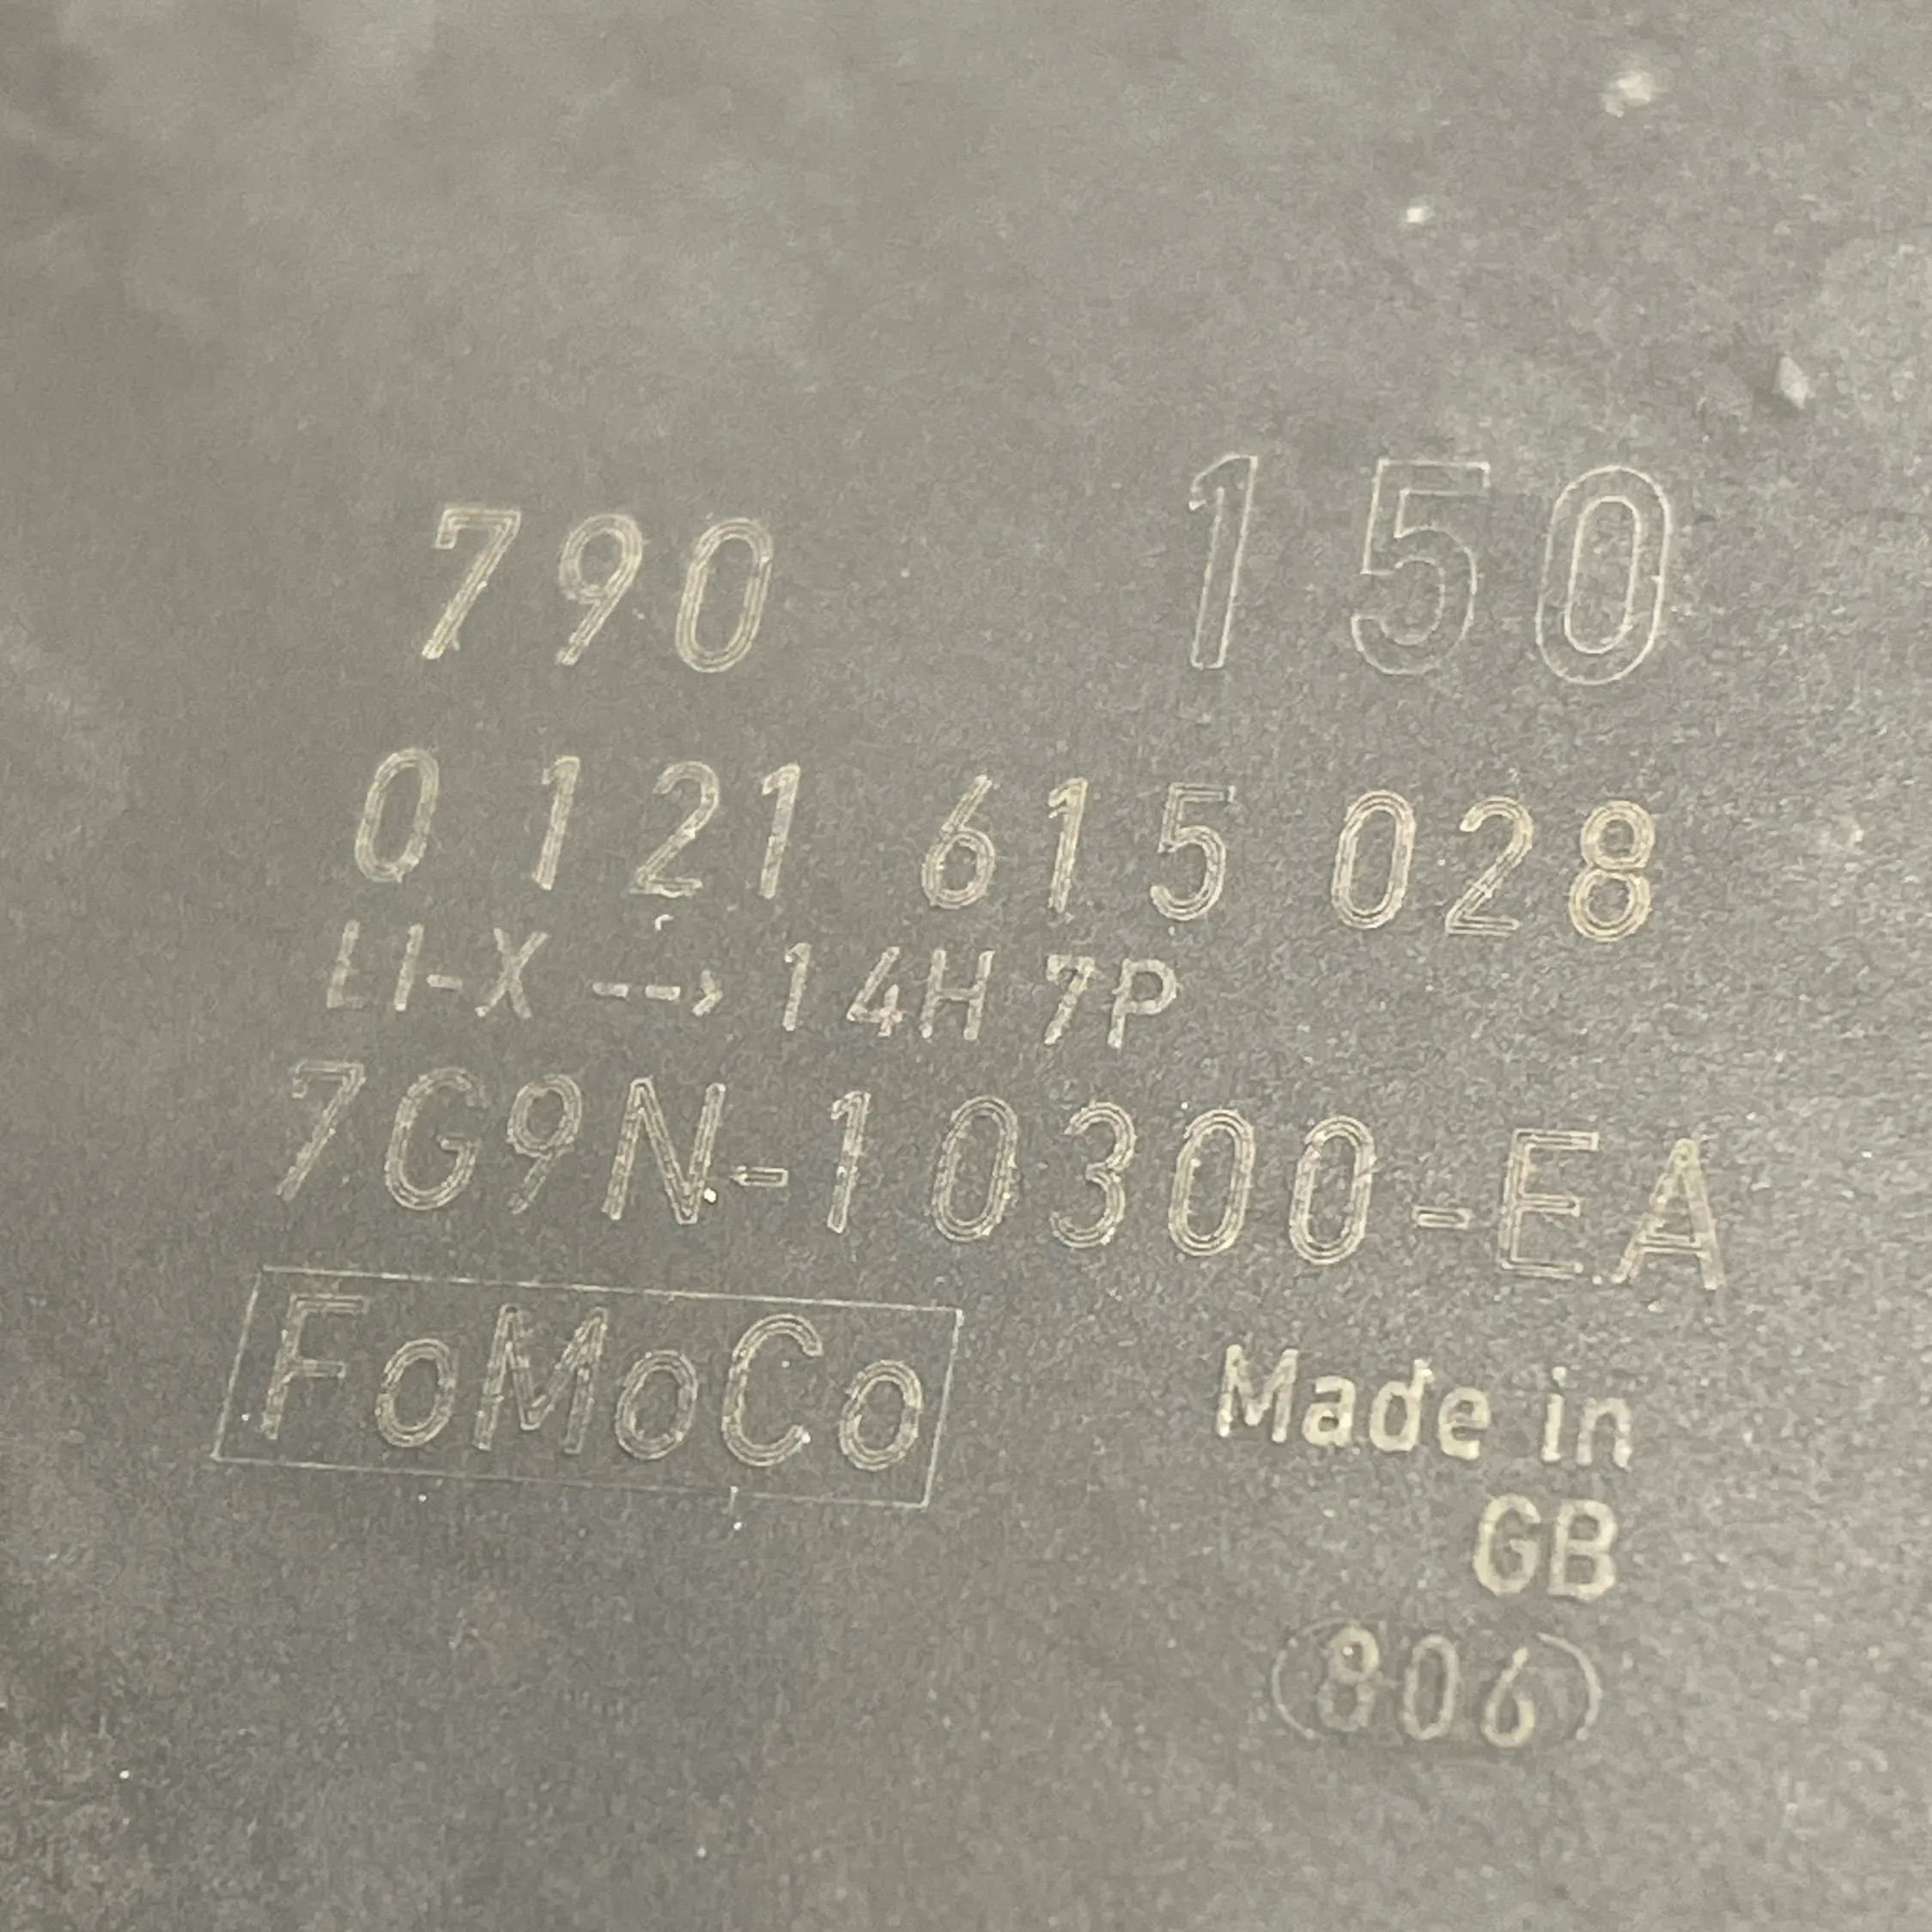 790 150
0 121 615 028
LI-X --> 14H 7P
7G9N-10300-EA
FoMoCo
Made in
GB
(806)